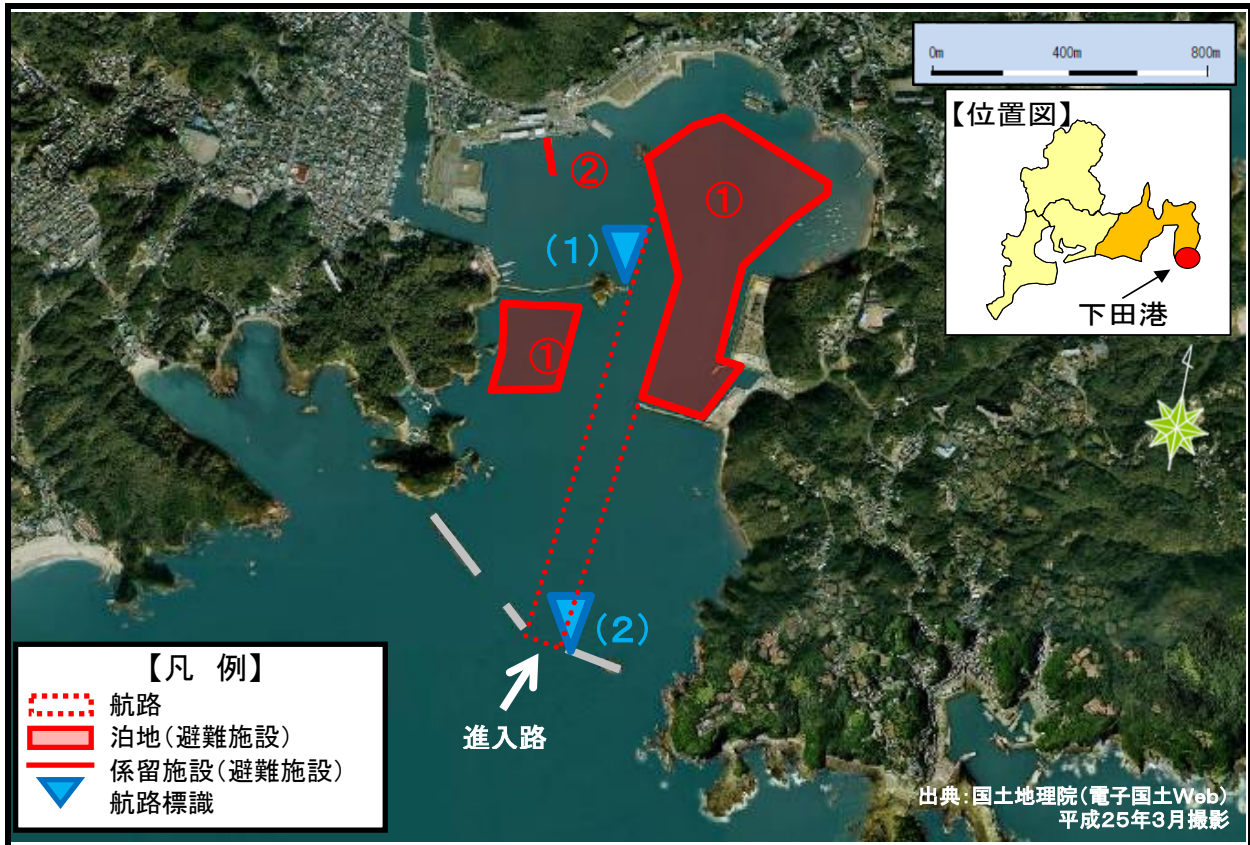 0m 400m 800m
【位置図】
下田港
②
①
(1)
①
(2)
進入路
【凡 例】
航路
泊地(避難施設)
係留施設(避難施設)
航路標識
出典:国土地理院(電子国土Web)
平成25年3月撮影